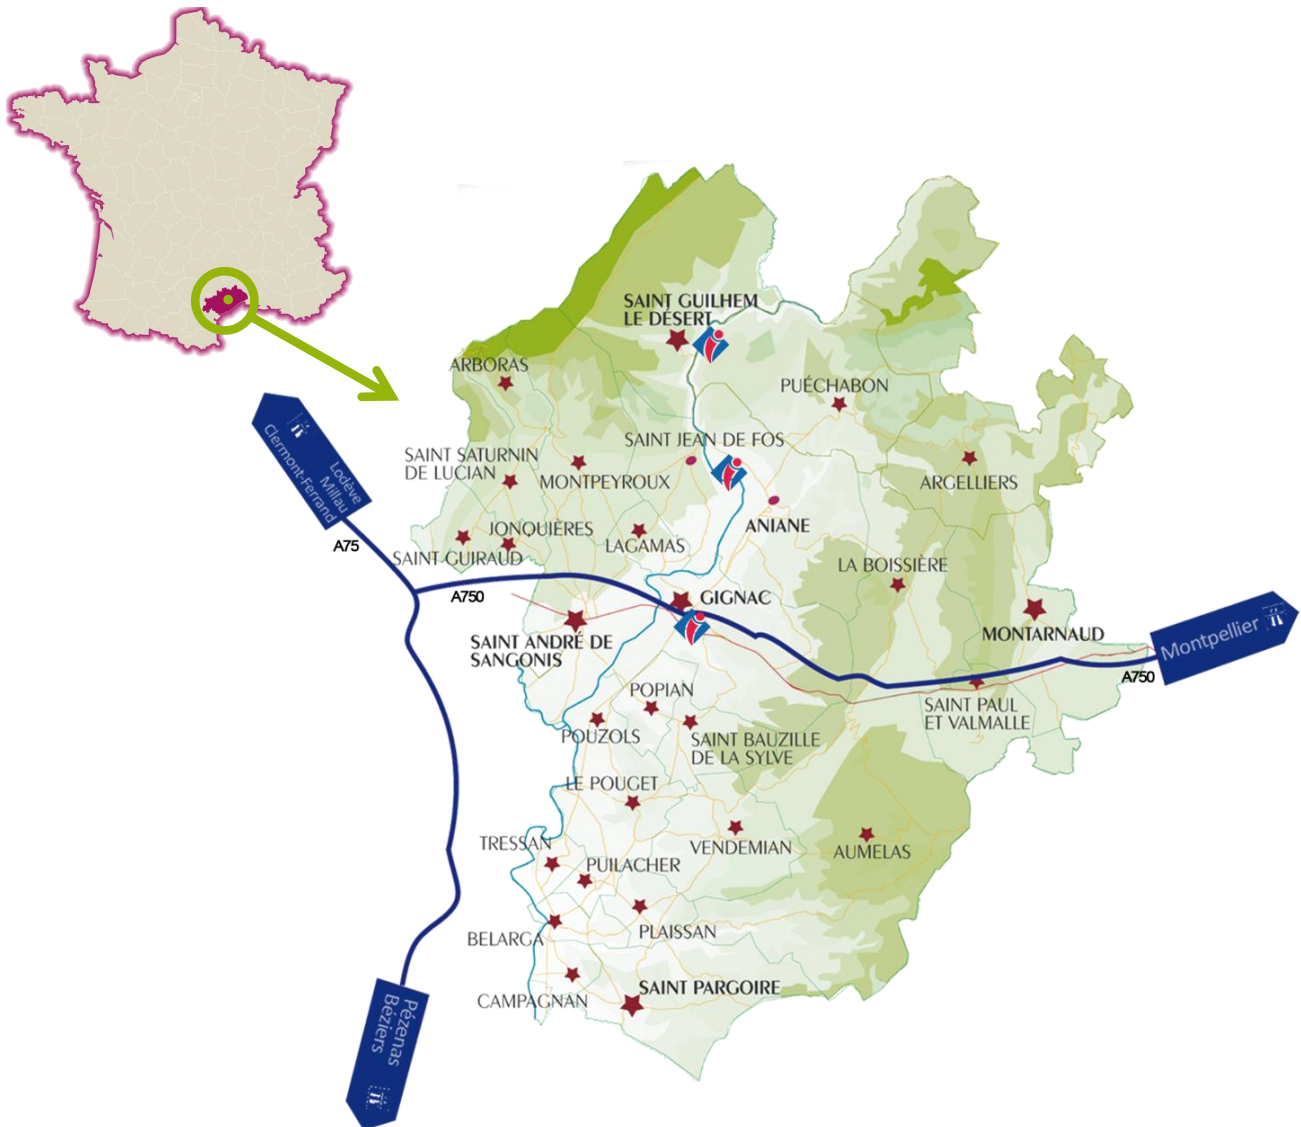 SAINT GUILHEM
LE DÉSERT
ARBORAS
PUÉCHABON
SAINT JEAN DE FOS
SAINT SATURNIN
DE LUCIAN
MONTPEYROUX
ARGELLIERS
Lodève
Millau
Clermont-Ferrand
A75
JONQUIÈRES
LAGAMAS
ANIANE
SAINT GUIRAUD
LA BOISSIÈRE
A750
GIGNAC
SAINT ANDRÉ DE
SANGONIS
MONTARNAUD
Montpellier
A750
POPIAN
SAINT PAUL
ET VALMALLE
POUZOLS
SAINT BAUZILLE
DE LA SYLVE
LE POUGET
TRESSAN
VENDEMIAN
AUMELAS
PUILACHER
PLAISSAN
BELARGA
CAMPAGNAN
SAINT PARGOIRE
Pézenas
Béziers